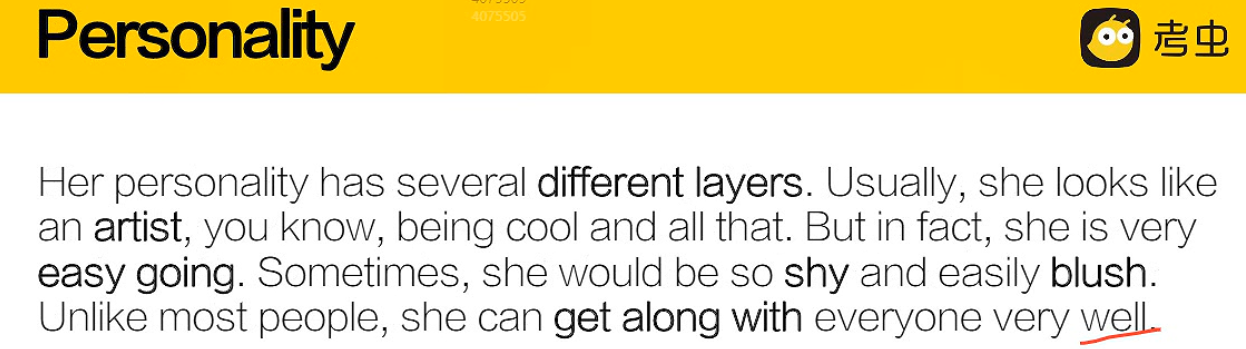 4075505
4075505
Personality
考虫
Her personality has several different layers. Usually, she looks like
an artist, you know, being cool and all that. But in fact, she is very
easy going. Sometimes, she would be so shy and easily blush.
Unlike most people, she can get along with everyone very well.